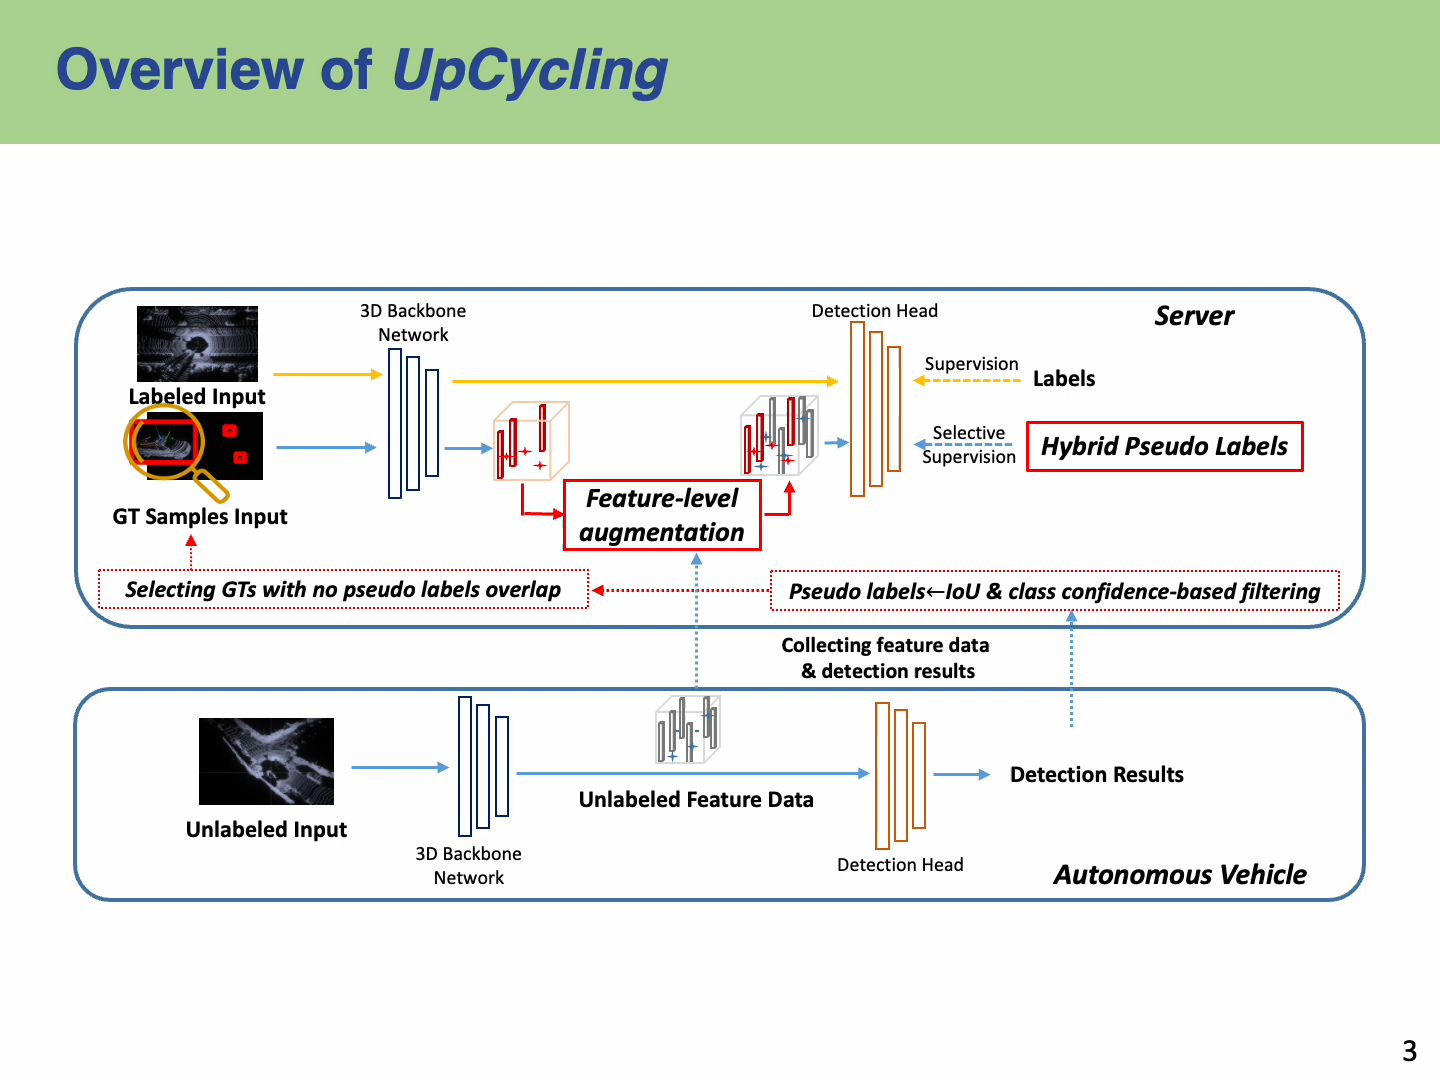 Overview of UpCycling
3D Backbone
Network
Detection Head
Server
Supervision
Labels
Labeled Input
Selective
Supervision
Hybrid Pseudo Labels
GT Samples Input
Feature-level
augmentation
Selecting GTs with no pseudo labels overlap
Pseudo labels←IoU & class confidence-based filtering
Collecting feature data
& detection results
Unlabeled Input
3D Backbone
Network
Unlabeled Feature Data
Detection Head
Detection Results
Autonomous Vehicle
3